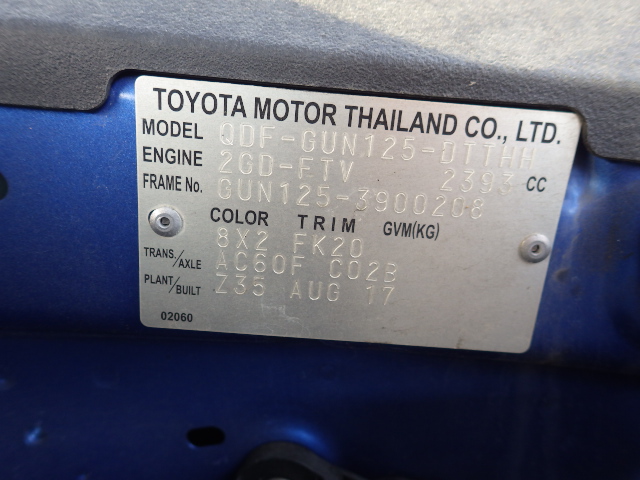 TOYOTA MOTOR THAILAND CO., LTD.
MODEL QDF-GUN125-DTTHH
ENGINE 2GD-FTV 2393 CC
FRAME No. GUN125-3900208
COLOR TRIM GVM(KG)
8X2 FK20
TRANS./AXLE AC60F C02B
PLANT/BUILT Z35 AUG 17
02060